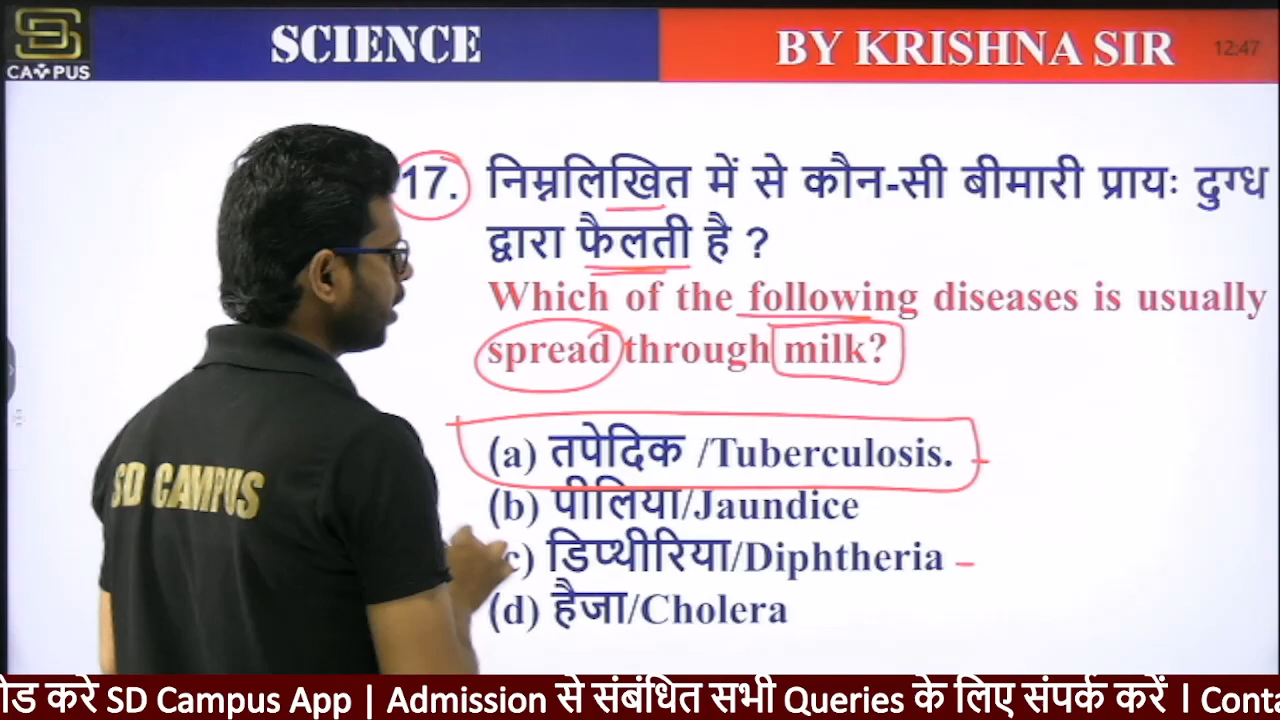 SCIENCE
BY KRISHNA SIR
12:47
SD
CAMPUS
17. निम्नलिखित में से कौन-सी बीमारी प्रायः दुग्ध
द्वारा फैलती है ?
Which of the following diseases is usually
spread through milk?
(a) तपेदिक /Tuberculosis.
(b) पीलिया/Jaundice
c) डिप्थीरिया/Diphtheria
(d) हैजा/Cholera
SD CAMPUS
करे SD Campus App | Admission से संबंधित सभी Queries के लिए संपर्क करें ।